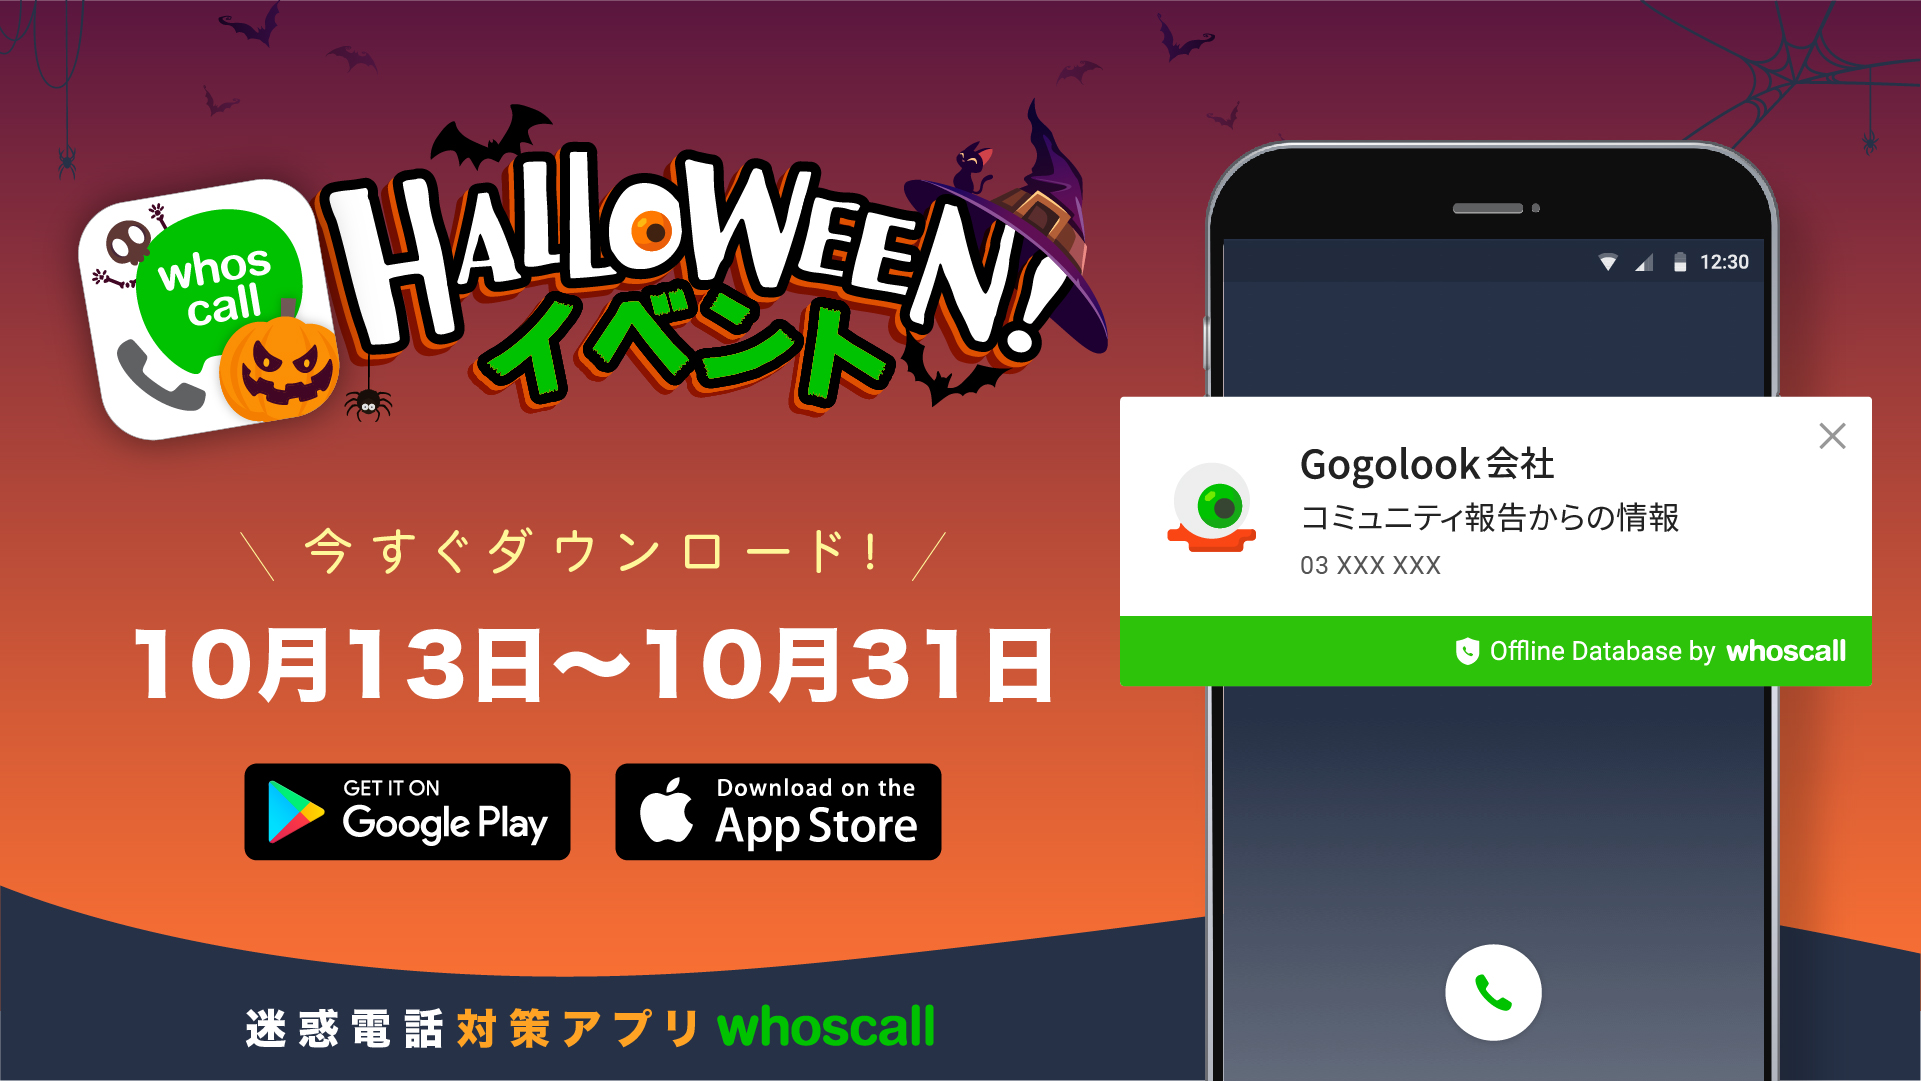 whos
call
HALLOWEEN!
イベント
今すぐダウンロード!
10月13日~10月31日
GET IT ON
Google Play
Download on the
App Store
迷惑電話対策アプリ whoscall
12:30
Gogolook会社
コミュニティ報告からの情報
03 XXX XXX
Offline Database by whoscall